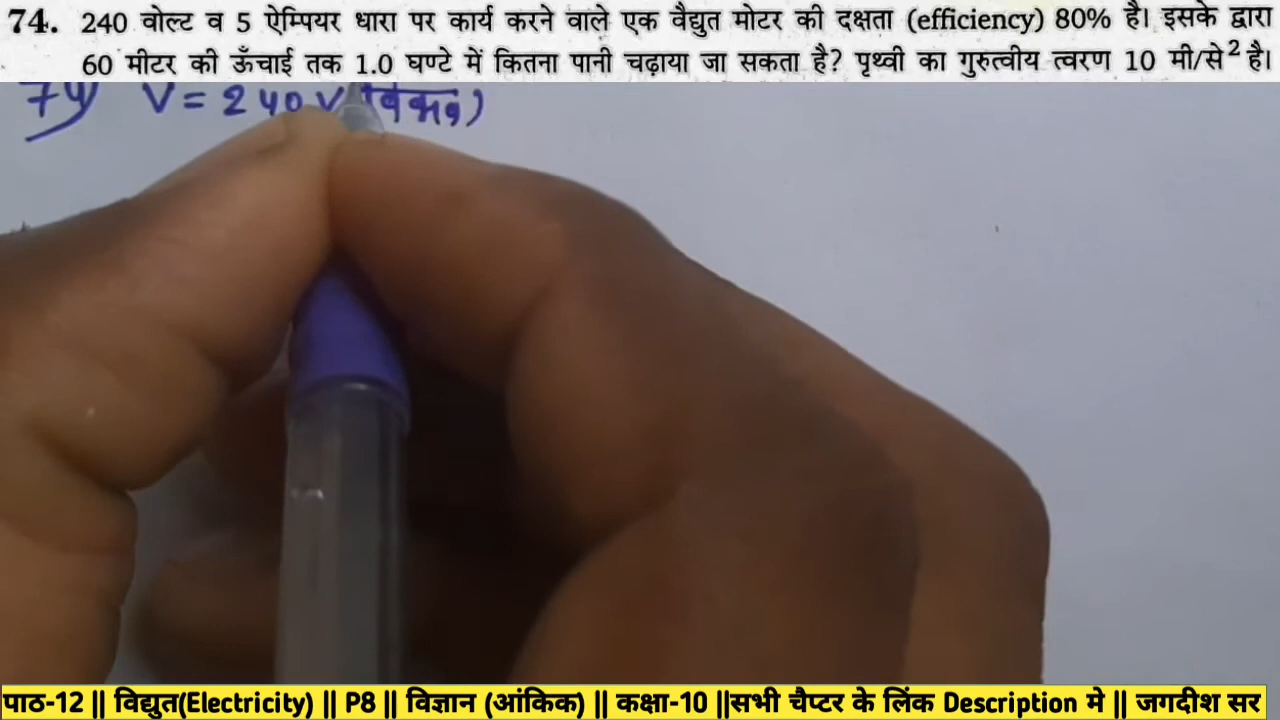 74. 240 वोल्ट व 5 ऐम्पियर धारा पर कार्य करने वाले एक वैद्युत मोटर की दक्षता (efficiency) 80% है। इसके द्वारा
60 मीटर की ऊँचाई तक 1.0 घण्टे में कितना पानी चढ़ाया जा सकता है? पृथ्वी का गुरुत्वीय त्वरण 10 मी/से² है।
74) V = 240 V
पाठ-12 || विद्युत(Electricity) || P8 || विज्ञान (आंकिक) || कक्षा-10 ||सभी चैप्टर के लिंक Description मे || जगदीश सर